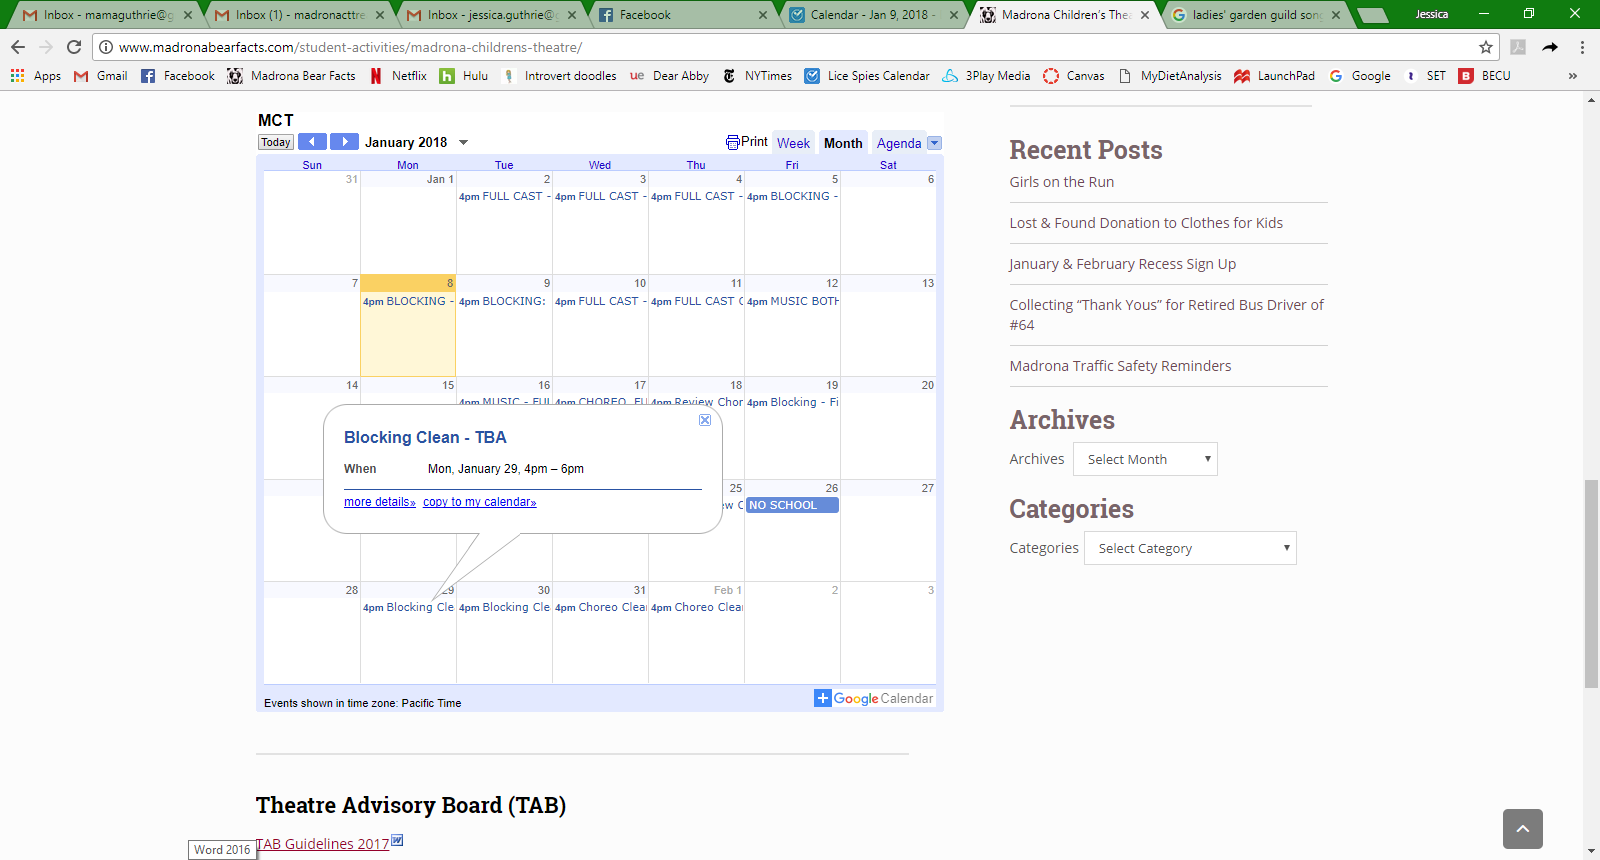 Inbox - mamaguthrie@g
Inbox (1) - madronacttre
Inbox - jessica.guthrie@g
Facebook
Calendar - Jan 9, 2018 -
Madrona Children's Thea
ladies' garden guild song
Jessica
www.madronabearfacts.com/student-activities/madrona-childrens-theatre/
Apps Gmail Facebook Madrona Bear Facts Netflix Hulu Introvert doodles Dear Abby NYTimes Lice Spies Calendar 3Play Media Canvas MyDietAnalysis LaunchPad Google SET BECU »
MCT
Today January 2018 Print Week Month Agenda
Sun Mon Tue Wed Thu Fri Sat
31 Jan 1 2 3 4 5 6
4pm FULL CAST - 4pm FULL CAST - 4pm FULL CAST - 4pm BLOCKING -
7 8 9 10 11 12 13
4pm BLOCKING - 4pm BLOCKING: 4pm FULL CAST - 4pm FULL CAST C 4pm MUSIC BOTH
14 15 16 17 18 19 20
4pm MUSIC - FUL 4pm CHOREO FU 4pm Review Chor 4pm Blocking - Fi
Blocking Clean - TBA
When Mon, January 29, 4pm – 6pm
more details» copy to my calendar»
25 26 27
NO SCHOOL
28 29 30 31 Feb 1 2 3
4pm Blocking Cle 4pm Blocking Cle 4pm Choreo Clea 4pm Choreo Clea
Events shown in time zone: Pacific Time
Google Calendar
Theatre Advisory Board (TAB)
TAB Guidelines 2017
Word 2016
Recent Posts
Girls on the Run
Lost & Found Donation to Clothes for Kids
January & February Recess Sign Up
Collecting “Thank Yous” for Retired Bus Driver of
#64
Madrona Traffic Safety Reminders
Archives
Archives Select Month
Categories
Categories Select Category